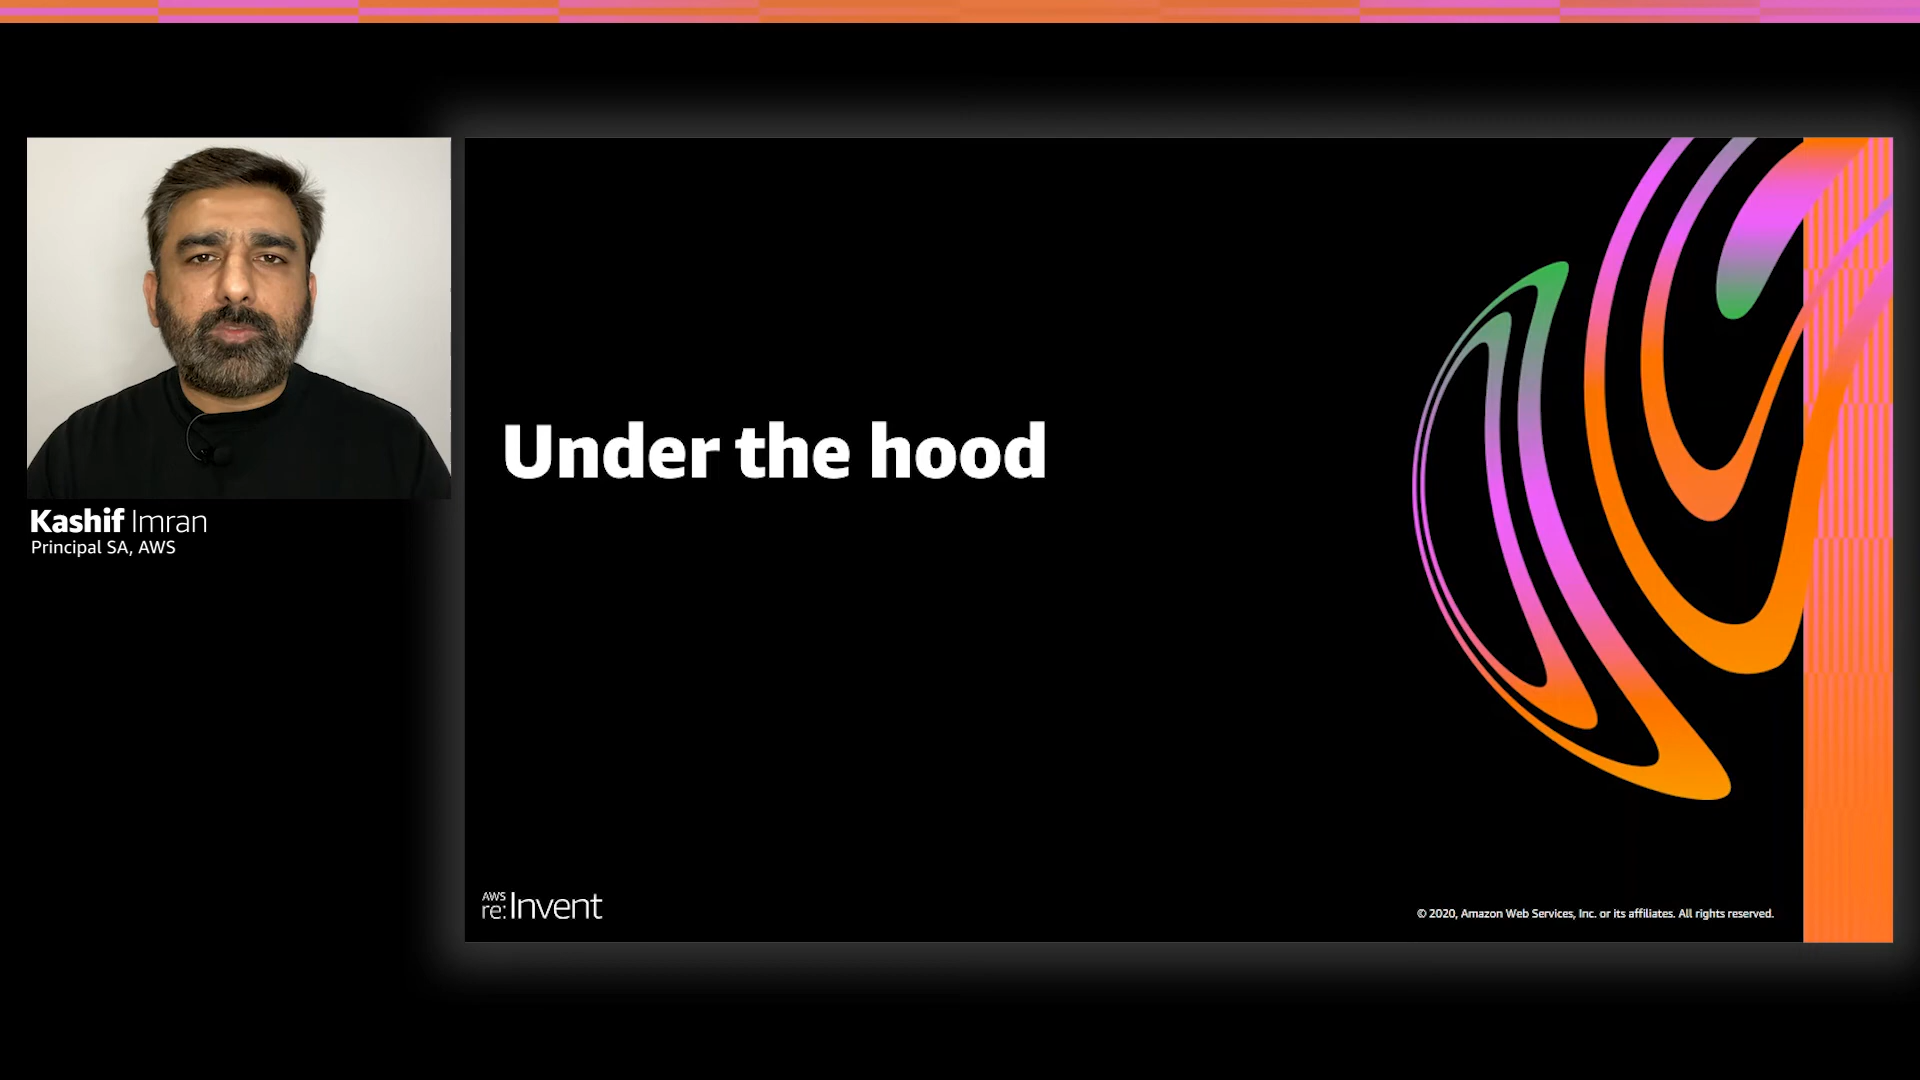 Kashif Imran
Principal SA, AWS
Under the hood
AWS
re:Invent
© 2020, Amazon Web Services, Inc. or its affiliates. All rights reserved.